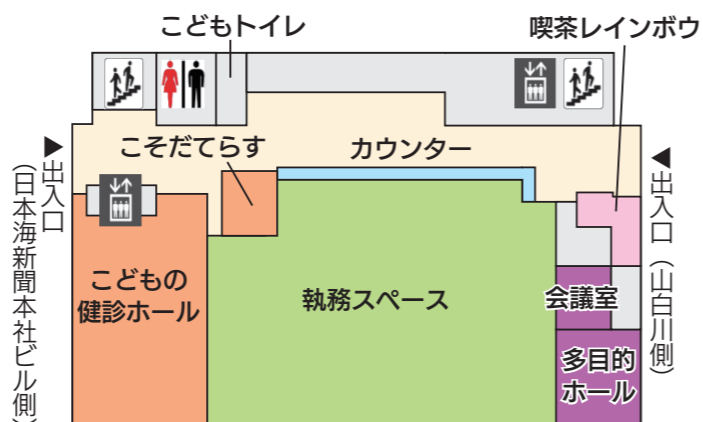 こどもトイレ
喫茶レインボウ
こそだてらす
カウンター
▶出入口
（日本海新聞本社ビル側）
◀出入口（山白川側）
こどもの
健診ホール
執務スペース
会議室
多目的
ホール